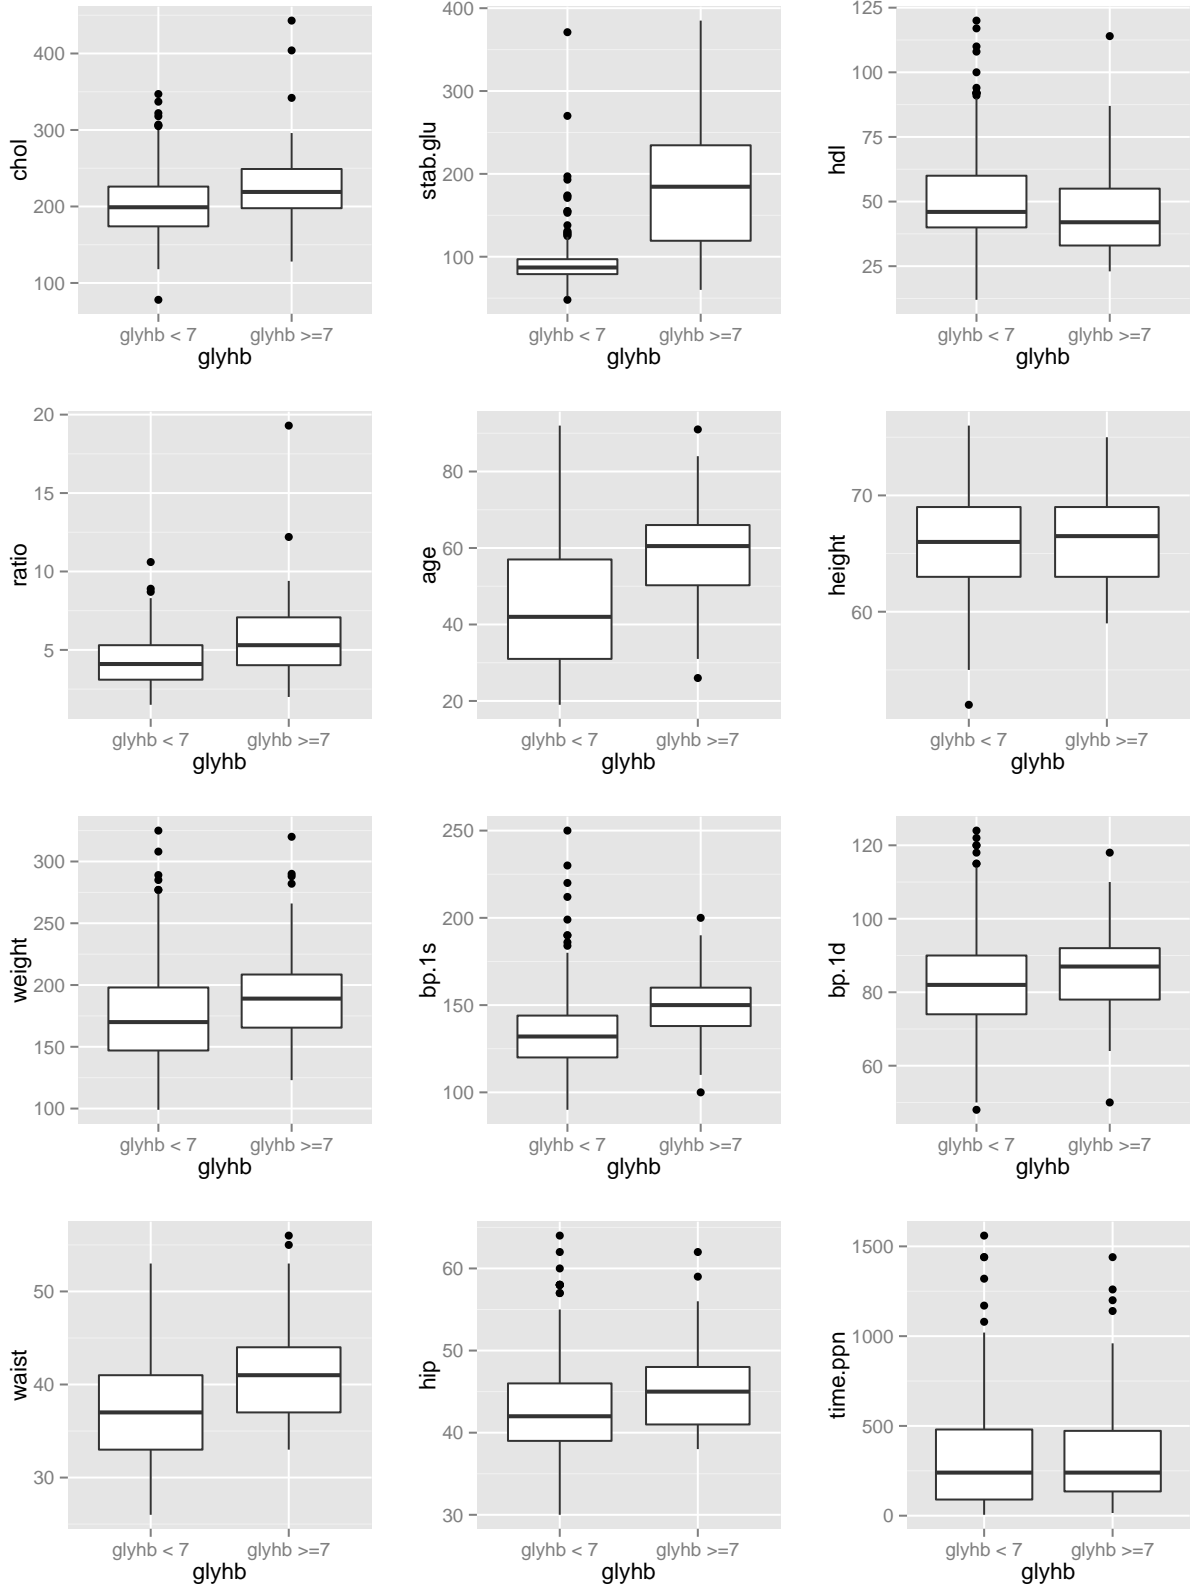 chol
400
300
200
100
glyhb < 7
glyhb >=7
glyhb
stab.glu
400
300
200
100
glyhb < 7
glyhb >=7
glyhb
hdl
125
100
75
50
25
glyhb < 7
glyhb >=7
glyhb
ratio
20
15
10
5
glyhb < 7
glyhb >=7
glyhb
age
80
60
40
20
glyhb < 7
glyhb >=7
glyhb
height
70
60
glyhb < 7
glyhb >=7
glyhb
weight
300
250
200
150
100
glyhb < 7
glyhb >=7
glyhb
bp.1s
250
200
150
100
glyhb < 7
glyhb >=7
glyhb
bp.1d
120
100
80
60
glyhb < 7
glyhb >=7
glyhb
waist
50
40
30
glyhb < 7
glyhb >=7
glyhb
hip
60
50
40
30
glyhb < 7
glyhb >=7
glyhb
time.ppn
1500
1000
500
0
glyhb < 7
glyhb >=7
glyhb